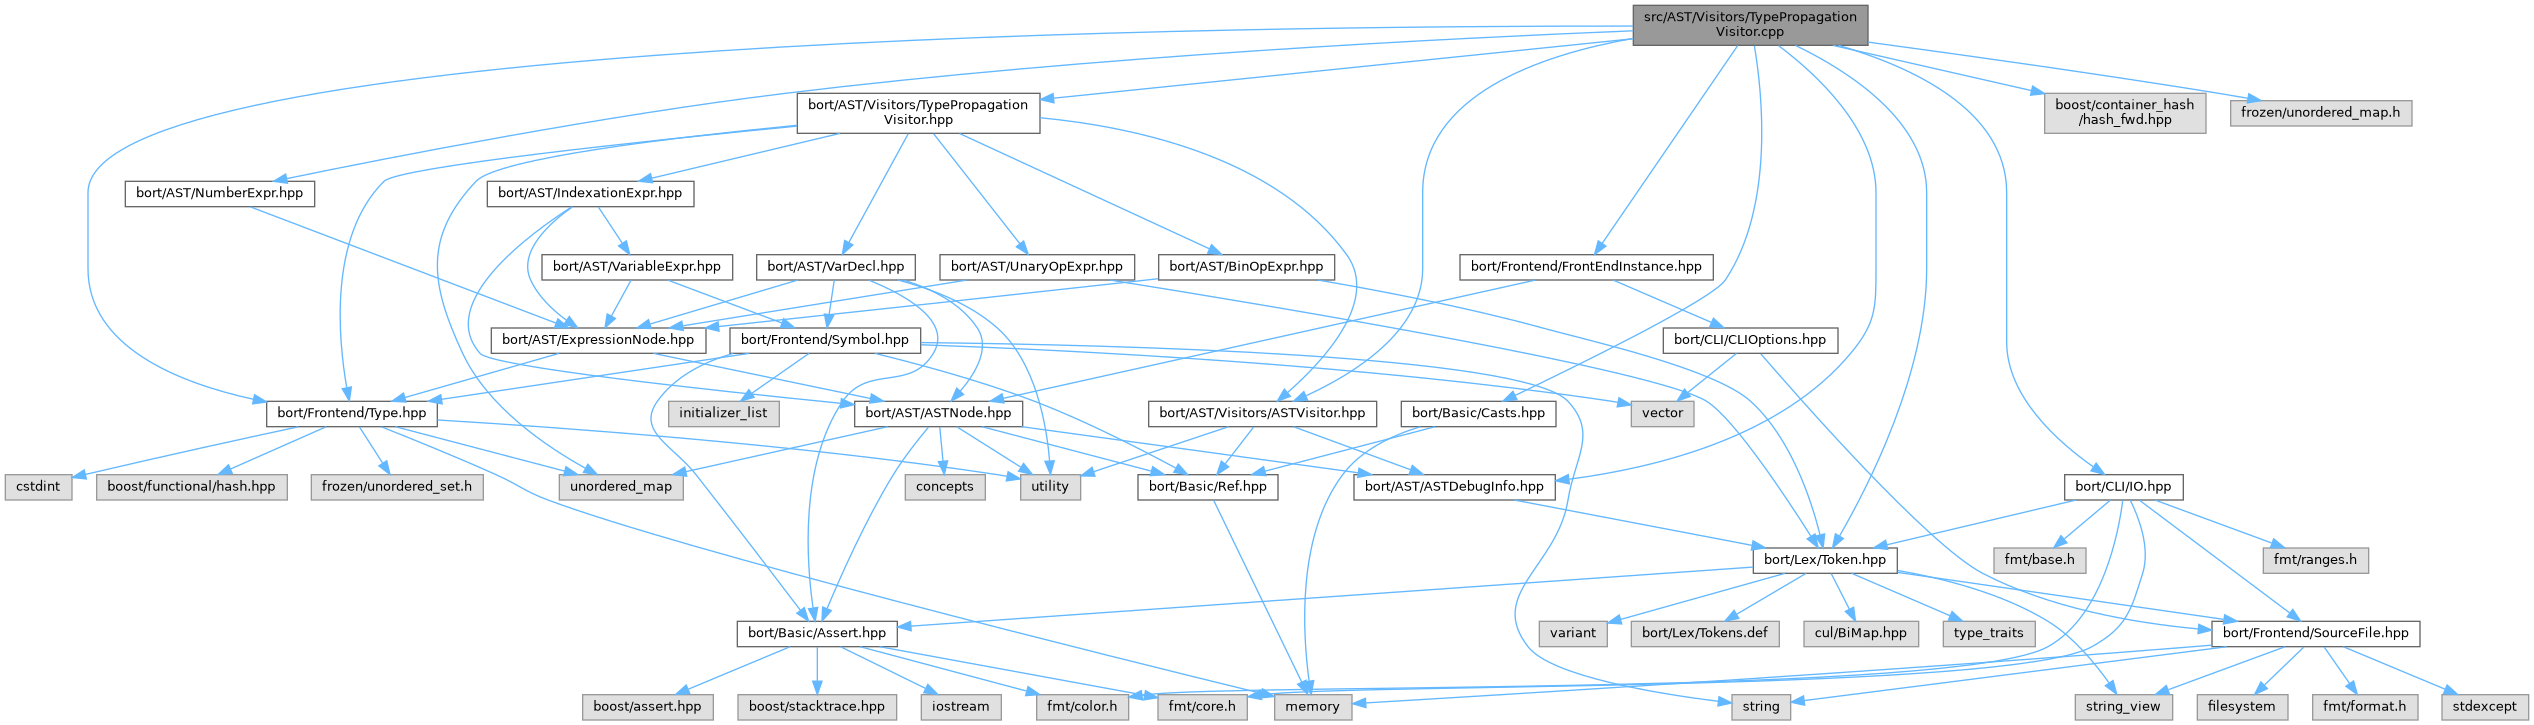 src/AST/Visitors/TypePropagation
Visitor.cpp
bort/AST/Visitors/TypePropagation
Visitor.hpp
boost/container_hash
/hash_fwd.hpp
frozen/unordered_map.h
bort/AST/NumberExpr.hpp
bort/AST/IndexationExpr.hpp
bort/AST/VariableExpr.hpp
bort/AST/VarDecl.hpp
bort/AST/UnaryOpExpr.hpp
bort/AST/BinOpExpr.hpp
bort/Frontend/FrontEndInstance.hpp
bort/AST/ExpressionNode.hpp
bort/Frontend/Symbol.hpp
bort/CLI/CLIOptions.hpp
bort/Frontend/Type.hpp
initializer_list
bort/AST/ASTNode.hpp
bort/AST/Visitors/ASTVisitor.hpp
bort/Basic/Casts.hpp
vector
cstdint
boost/functional/hash.hpp
frozen/unordered_set.h
unordered_map
concepts
utility
bort/Basic/Ref.hpp
bort/AST/ASTDebugInfo.hpp
bort/CLI/IO.hpp
bort/Lex/Token.hpp
fmt/base.h
fmt/ranges.h
bort/Basic/Assert.hpp
variant
bort/Lex/Tokens.def
cul/BiMap.hpp
type_traits
bort/Frontend/SourceFile.hpp
boost/assert.hpp
boost/stacktrace.hpp
iostream
fmt/color.h
fmt/core.h
memory
string
string_view
filesystem
fmt/format.h
stdexcept